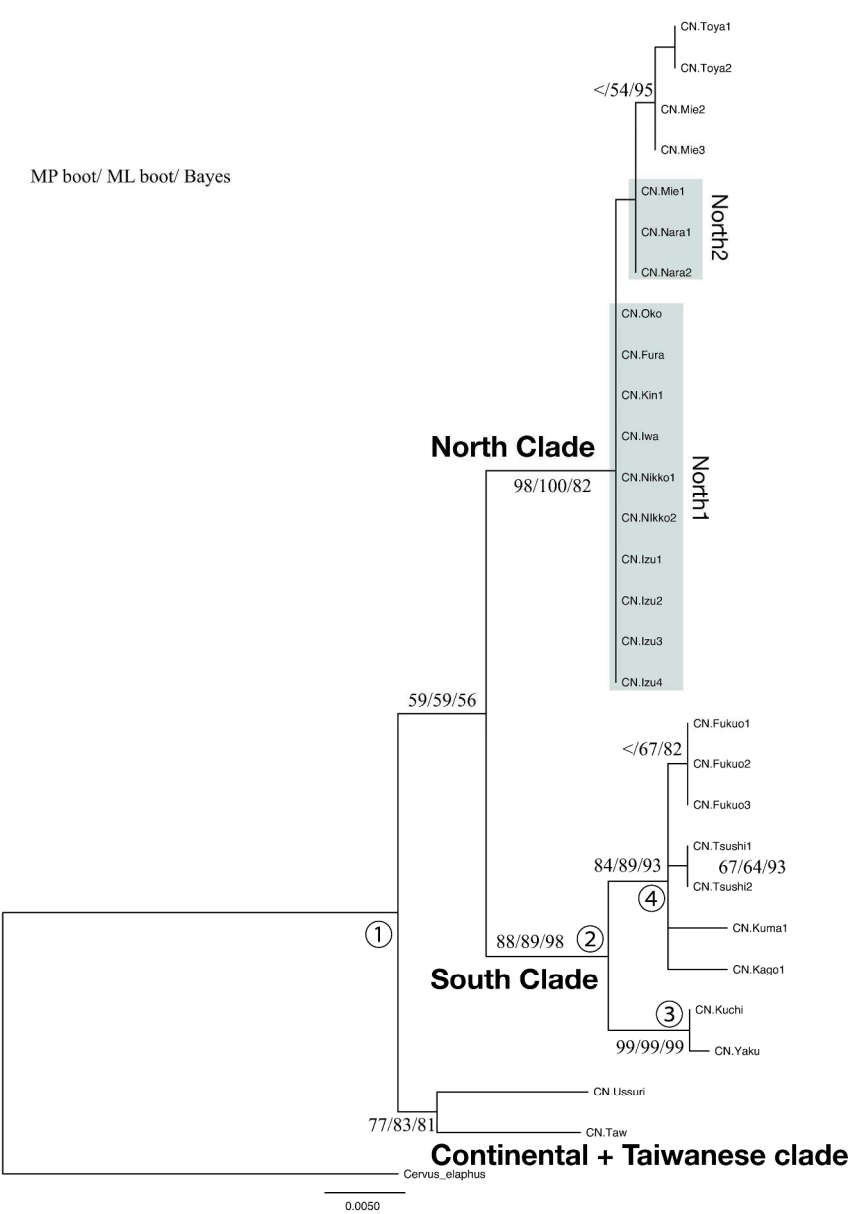 CN.Toya1
CN.Toya2
</54/95
CN.Mie2
CN.Mie3
MP boot/ ML boot/ Bayes
CN.Mie1
CN.Nara1
CN.Nara2
North2
CN.Oko
CN.Fura
CN.Kin1
CN.Iwa
North Clade
98/100/82
CN.Nikko1
CN.NIkko2
North1
CN.Izu1
CN.Izu2
CN.Izu3
CN.Izu4
59/59/56
CN.Fukuo1
</67/82
CN.Fukuo2
CN.Fukuo3
CN.Tsushi1
84/89/93
67/64/93
CN.Tsushi2
④
CN.Kuma1
①
88/89/98
②
CN.Kago1
South Clade
③
CN.Kuchi
99/99/99
CN.Yaku
CN.Ussuri
77/83/81
CN.Taw
Continental + Taiwanese clade
Cervus_elaphus
0.0050